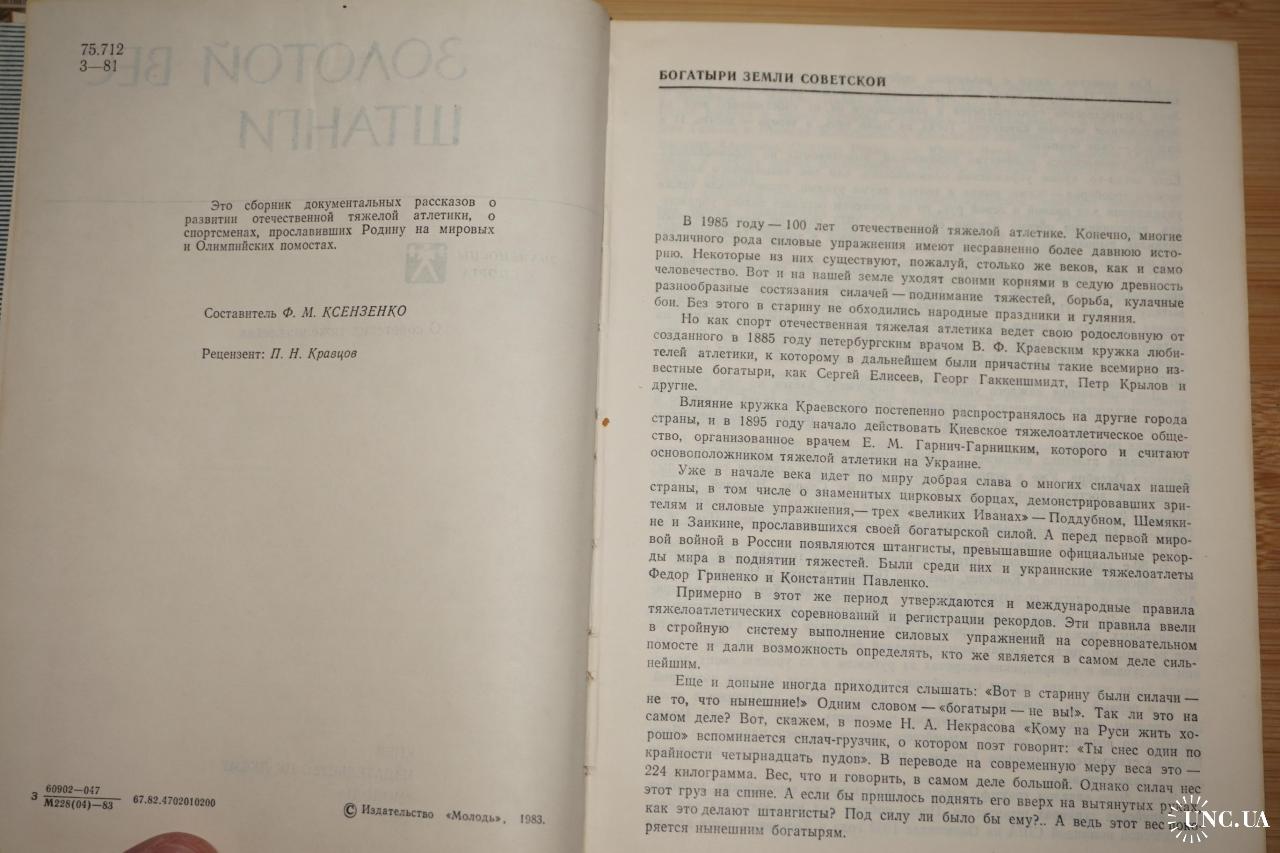 75.712
З—81
ЗОЛОТОЙ ВЕС
ШТАНГИ
Это сборник документальных рассказов о
развитии отечественной тяжелой атлетики, о
спортсменах, прославивших Родину на мировых
и Олимпийских помостах.
Составитель Ф. М. КСЕНЗЕНКО
Рецензент: П. Н. Кравцов
З 60902—047
М228(04)—83 67.82.4702010200
© Издательство «Молодь», 1983.
БОГАТЫРИ ЗЕМЛИ СОВЕТСКОЙ
В 1985 году — 100 лет отечественной тяжелой атлетике. Конечно, многие
различного рода силовые упражнения имеют несравненно более давнюю исто-
рию. Некоторые из них существуют, пожалуй, столько же веков, как и само
человечество. Вот и на нашей земле уходят своими корнями в седую древность
разнообразные состязания силачей — поднимание тяжестей, борьба, кулачные
бои. Без этого в старину не обходились народные праздники и гуляния.
Но как спорт отечественная тяжелая атлетика ведет свою родословную от
созданного в 1885 году петербургским врачом В. Ф. Краевским кружка люби-
телей атлетики, к которому в дальнейшем были причастны такие всемирно из-
вестные богатыри, как Сергей Елисеев, Георг Гаккеншмидт, Петр Крылов и
другие.
Влияние кружка Краевского постепенно распространялось на другие города
страны, и в 1895 году начало действовать Киевское тяжелоатлетическое обще-
ство, организованное врачем Е. М. Гарнич-Гарницким, которого и считают
основоположником тяжелой атлетики на Украине.
Уже в начале века идет по миру добрая слава о многих силачах нашей
страны, в том числе о знаменитых цирковых борцах, демонстрировавших зри-
телям и силовые упражнения,— трех «великих Иванах» — Поддубном, Шемяки-
не и Заикине, прославившихся своей богатырской силой. А перед первой миро-
вой войной в России появляются штангисты, превышавшие официальные рекор-
ды мира в поднятии тяжестей. Были среди них и украинские тяжелоатлеты
Федор Гриненко и Константин Павленко.
Примерно в этот же период утверждаются и международные правила
тяжелоатлетических соревнований и регистрации рекордов. Эти правила ввели
в стройную систему выполнение силовых упражнений на соревновательном
помосте и дали возможность определять, кто же является в самом деле силь-
нейшим.
Еще и доныне иногда приходится слышать: «Вот в старину были силачи —
не то, что нынешние!» Одним словом — «богатыри — не вы!». Так ли это на
самом деле? Вот, скажем, в поэме Н. А. Некрасова «Кому на Руси жить хо-
рошо» вспоминается силач-грузчик, о котором поэт говорит: «Ты снес один по
крайности четырнадцать пудов». В переводе на современную меру веса это —
224 килограмма. Вес, что и говорить, в самом деле большой. Однако силач нес
этот груз на спине. А если бы пришлось поднять его вверх на вытянутых руках,
как это делают штангисты? Под силу ли было бы ему?.. А ведь этот вес поко-
ряется нынешним богатырям.
UNC.UA